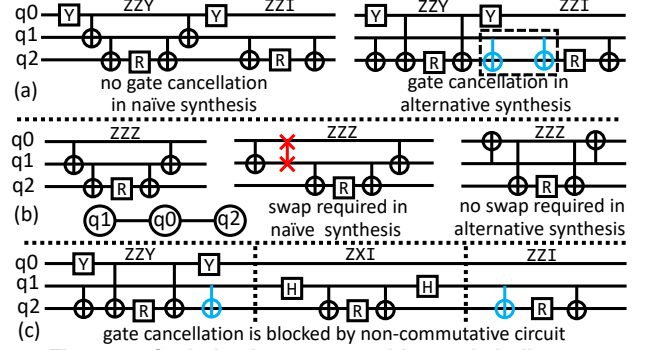 ZZY ZZI ZZY ZZI
q0 Y Y Y Y
q1
q2 R R R R
(a) no gate cancellation in naïve synthesis
gate cancellation in alternative synthesis
ZZZ ZZZ ZZZ
q0
q1
q2 R R R
(b) q1 q0 q2
swap required in naïve synthesis
no swap required in alternative synthesis
ZZY ZXI ZZI
q0 Y Y
q1 H H
q2 R R R
(c) gate cancellation is blocked by non-commutative circuit